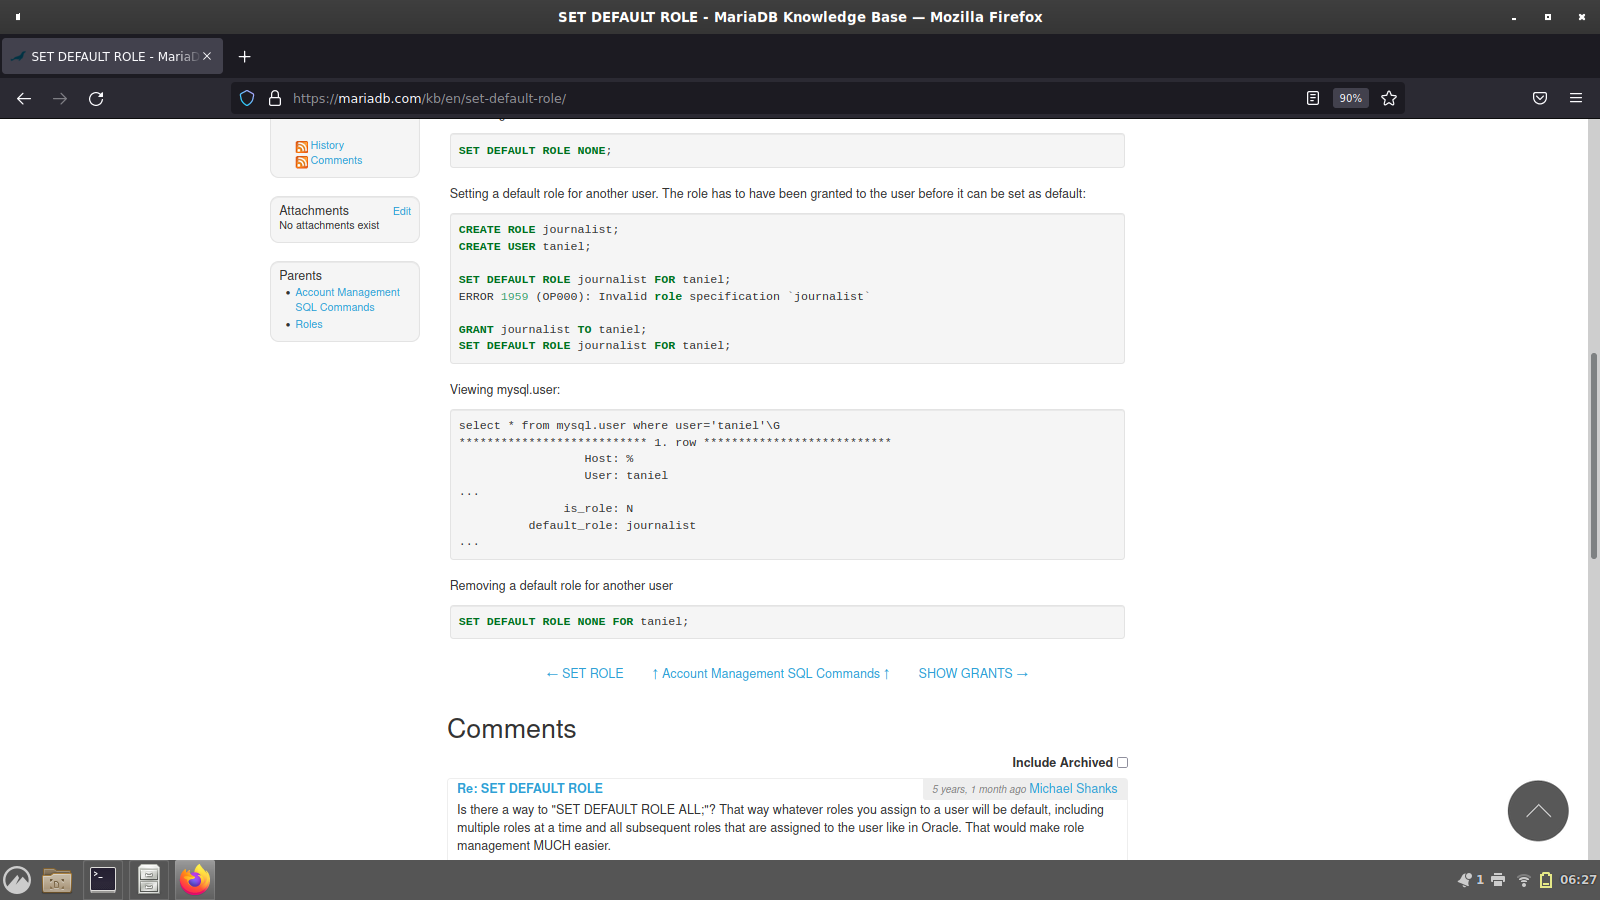 SET DEFAULT ROLE - MariaDB Knowledge Base — Mozilla Firefox
SET DEFAULT ROLE - MariaD
https://mariadb.com/kb/en/set-default-role/
90%
History
Comments
Attachments Edit
No attachments exist
Parents
• Account Management
SQL Commands
• Roles
SET DEFAULT ROLE NONE;
Setting a default role for another user. The role has to have been granted to the user before it can be set as default:
CREATE ROLE journalist;
CREATE USER taniel;
SET DEFAULT ROLE journalist FOR taniel;
ERROR 1959 (OP000): Invalid role specification `journalist`
GRANT journalist TO taniel;
SET DEFAULT ROLE journalist FOR taniel;
Viewing mysql.user:
select * from mysql.user where user='taniel'\G
*************************** 1. row ***************************
Host: %
User: taniel
...
is_role: N
default_role: journalist
...
Removing a default role for another user
SET DEFAULT ROLE NONE FOR taniel;
← SET ROLE ↑ Account Management SQL Commands ↑ SHOW GRANTS →
Comments
Include Archived
Re: SET DEFAULT ROLE
5 years, 1 month ago Michael Shanks
Is there a way to "SET DEFAULT ROLE ALL;"? That way whatever roles you assign to a user will be default, including
multiple roles at a time and all subsequent roles that are assigned to the user like in Oracle. That would make role
management MUCH easier.
1
06:27